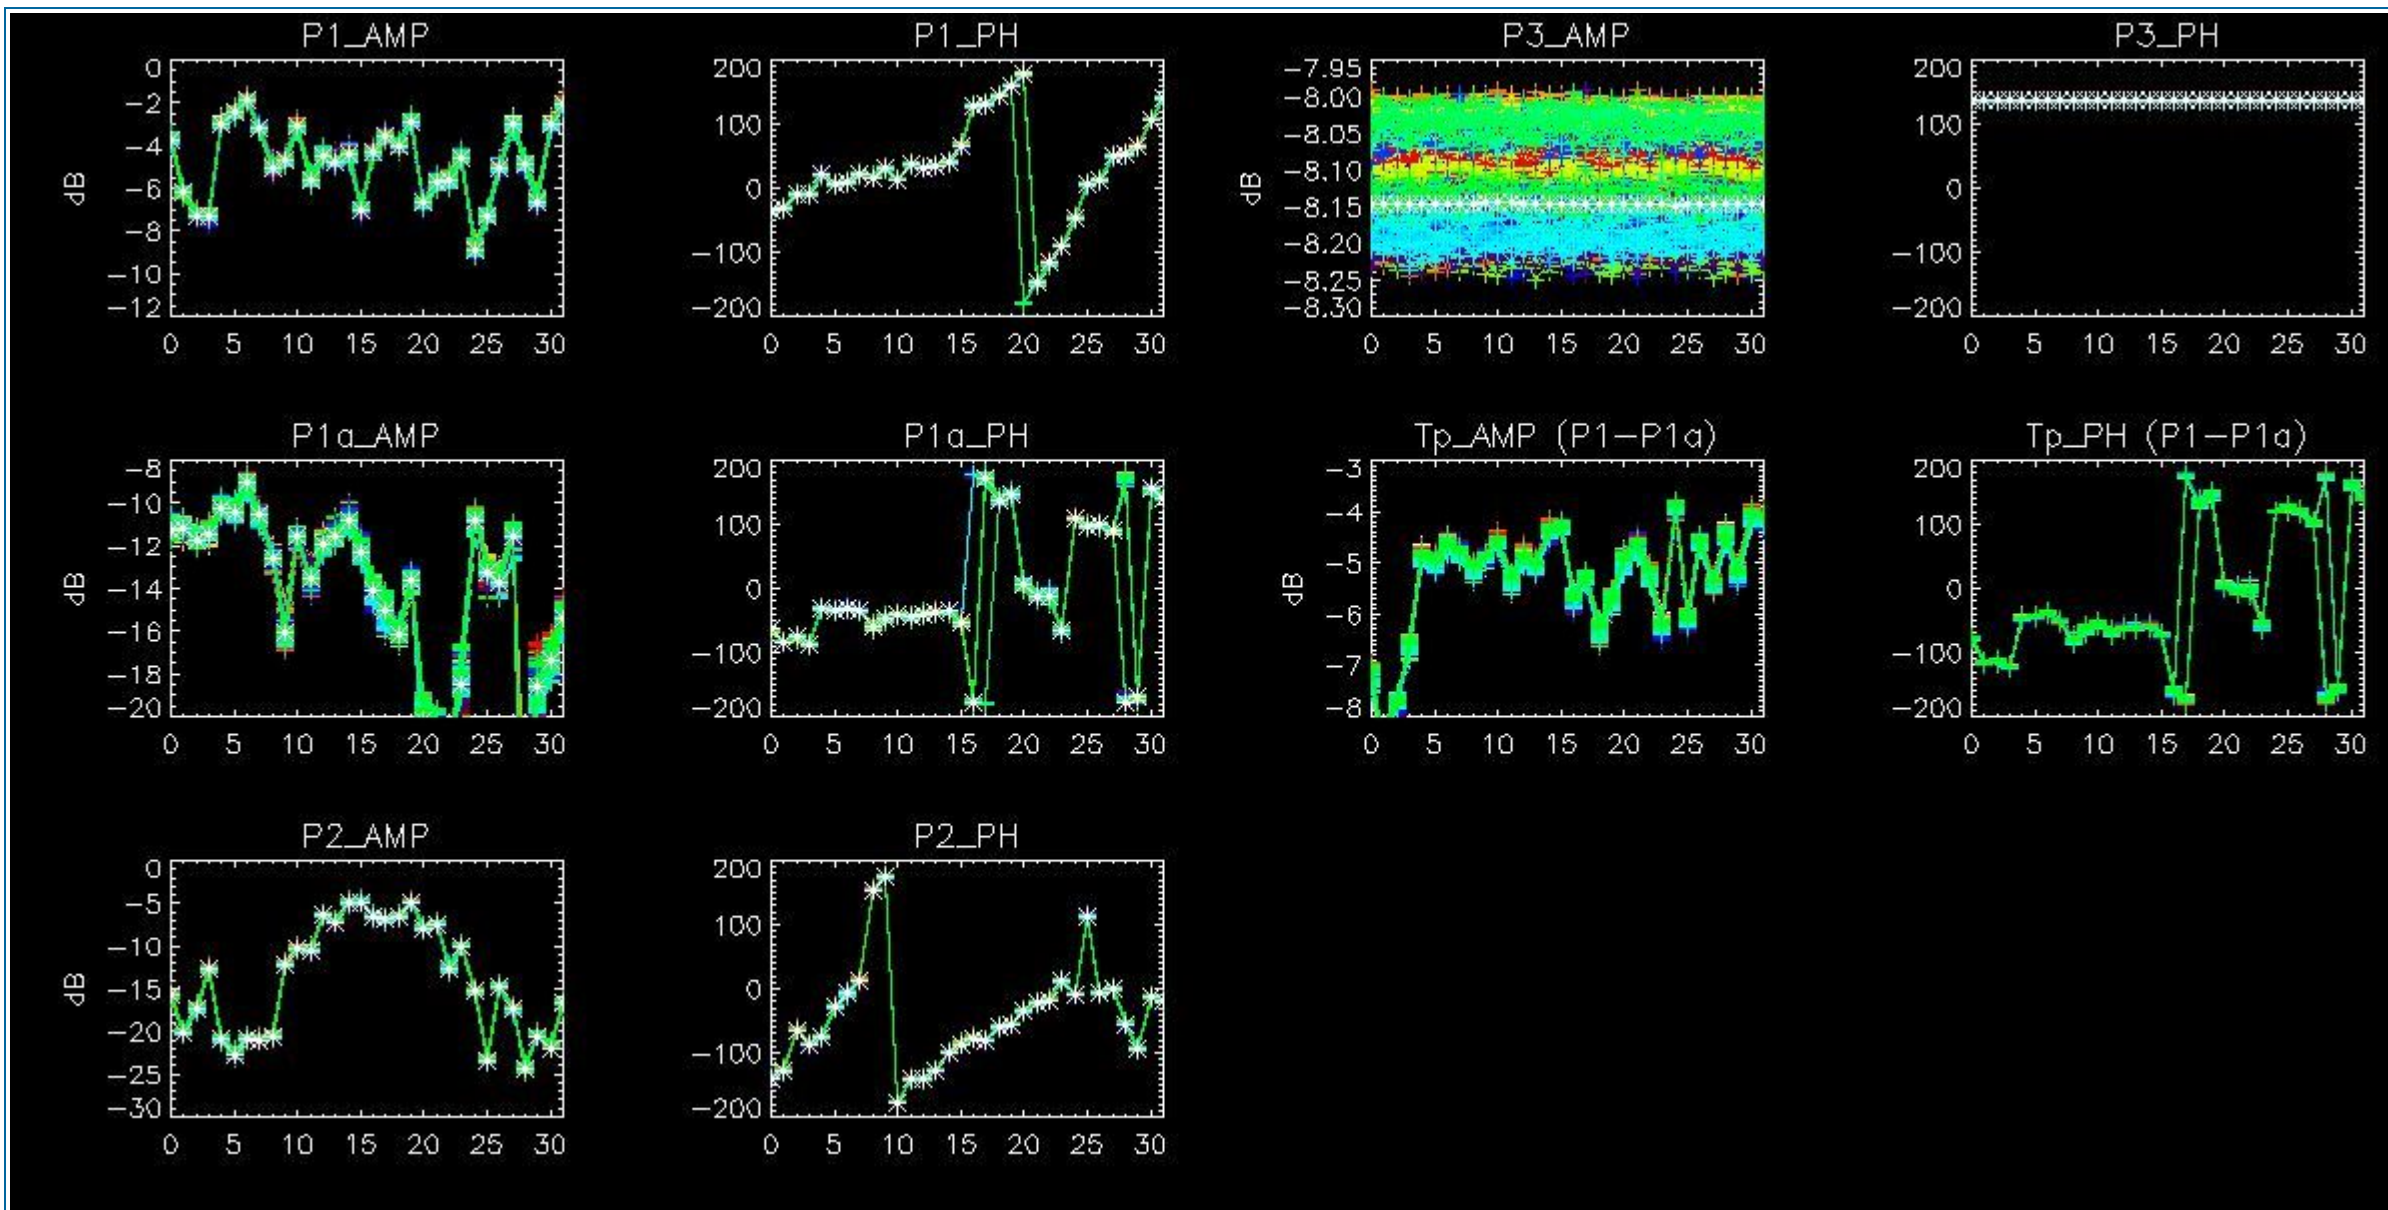 P1_AMP P1_PH P3_AMP P3_PH
0 200 -7.95 200
-2 100 -8.00 100
-4 0 -8.05 0
-6 -100 -8.10 -100
-8 -200 -8.15 -200
-10 -8.20
-12 -8.25
-8.30
dB dB
0 5 10 15 20 25 30 0 5 10 15 20 25 30 0 5 10 15 20 25 30 0 5 10 15 20 25 30
P1a_AMP P1a_PH Tp_AMP (P1-P1a) Tp_PH (P1-P1a)
-8 200 -3 200
-10 100 -4 100
-12 0 -5 0
-14 -100 -6 -100
-16 -200 -7 -200
-18 -8
-20
dB dB
0 5 10 15 20 25 30 0 5 10 15 20 25 30 0 5 10 15 20 25 30 0 5 10 15 20 25 30
P2_AMP P2_PH
0 200
-5 100
-10 0
-15 -100
-20 -200
-25
-30
dB
0 5 10 15 20 25 30 0 5 10 15 20 25 30